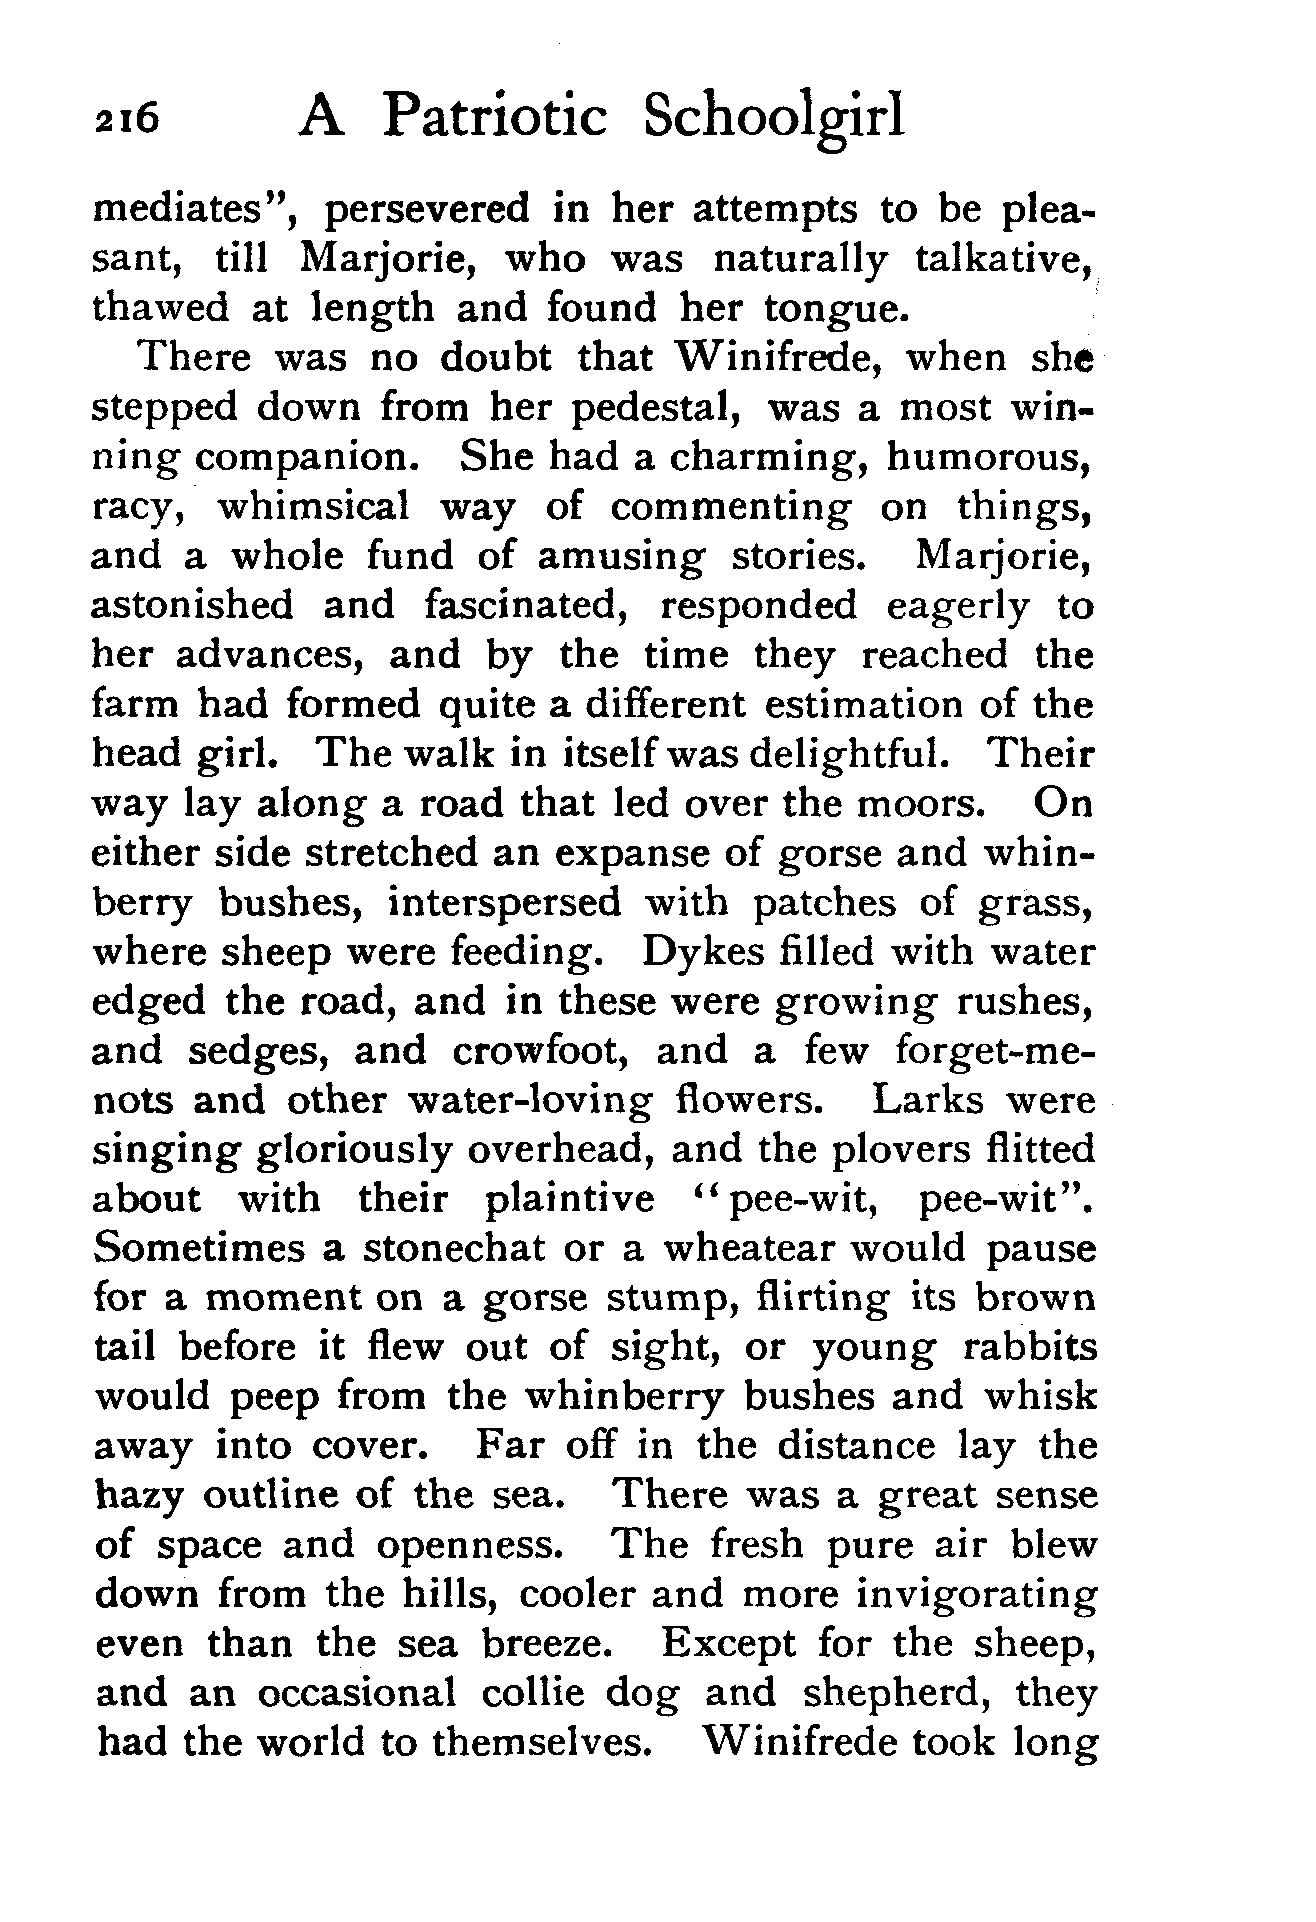 216 A Patriotic Schoolgirl
mediates", persevered in her attempts to be plea-
sant, till Marjorie, who was naturally talkative,
thawed at length and found her tongue.
There was no doubt that Winifrede, when she
stepped down from her pedestal, was a most win-
ning companion. She had a charming, humorous,
racy, whimsical way of commenting on things,
and a whole fund of amusing stories. Marjorie,
astonished and fascinated, responded eagerly to
her advances, and by the time they reached the
farm had formed quite a different estimation of the
head girl. The walk in itself was delightful. Their
way lay along a road that led over the moors. On
either side stretched an expanse of gorse and whin-
berry bushes, interspersed with patches of grass,
where sheep were feeding. Dykes filled with water
edged the road, and in these were growing rushes,
and sedges, and crowfoot, and a few forget-me-
nots and other water-loving flowers. Larks were
singing gloriously overhead, and the plovers flitted
about with their plaintive "pee-wit, pee-wit".
Sometimes a stonechat or a wheatear would pause
for a moment on a gorse stump, flirting its brown
tail before it flew out of sight, or young rabbits
would peep from the whinberry bushes and whisk
away into cover. Far off in the distance lay the
hazy outline of the sea. There was a great sense
of space and openness. The fresh pure air blew
down from the hills, cooler and more invigorating
even than the sea breeze. Except for the sheep,
and an occasional collie dog and shepherd, they
had the world to themselves. Winifrede took long